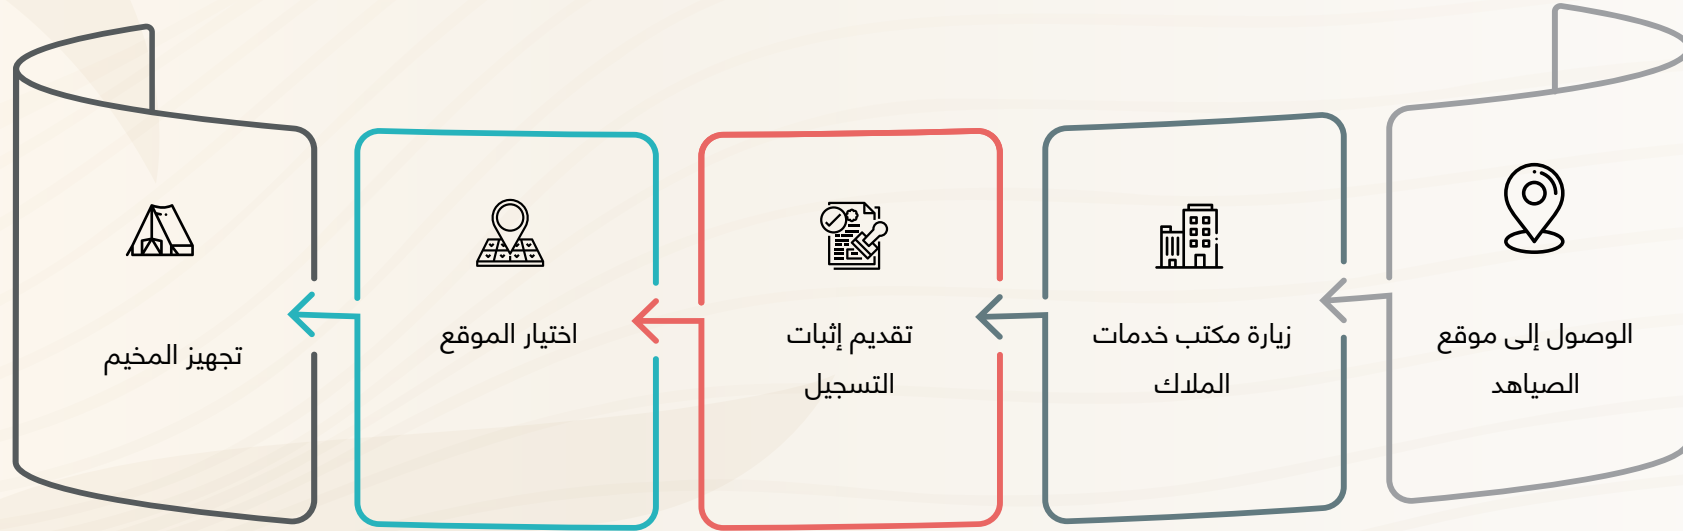 الوصول إلى موقع
الصياهد
زيارة مكتب خدمات
الملاك
تقديم إثبات
التسجيل
اختيار الموقع
تجهيز المخيم